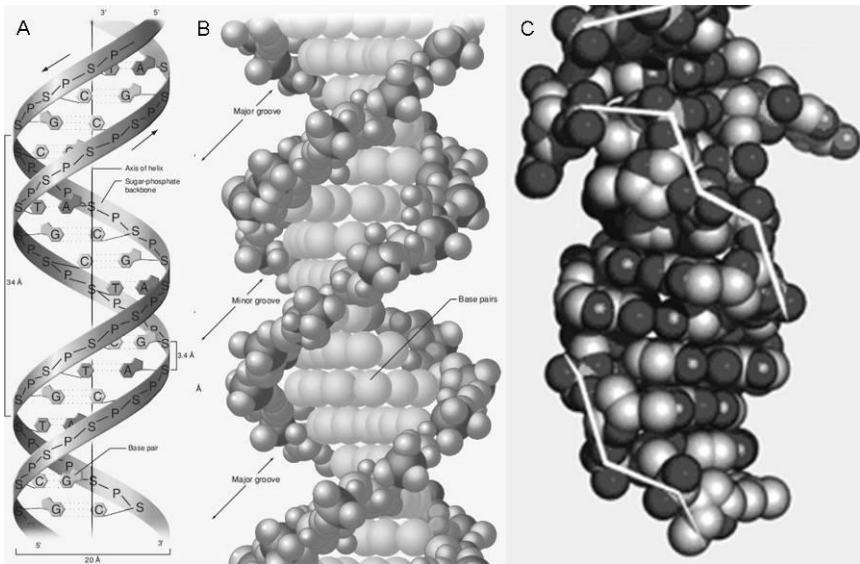 A
3'
5'
P
S
P
S
P
S
T A
S
C G
G C
S
C
P
S
P
S
P
Axis of helix
Sugar-phosphate
backbone
T A
S
P
S
P
S
G C
C G
T A
34 Å
S
P
S
P
G
S
3.4 Å
T A
G C
T A
S
P
S
P
Base pair
C G
S
P
S
G C
5'
3'
20 Å
B
Major groove
Minor groove
Base pairs
Å
Major groove
C